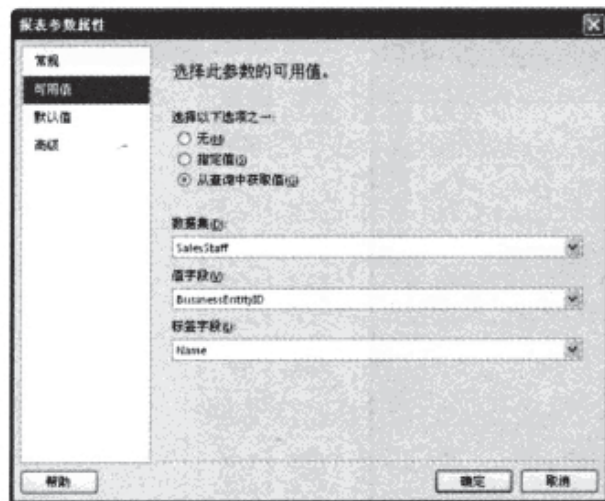 报表参数属性
常规
可用值
默认值
高级
选择此参数的可用值。
选择以下选项之一:
无(N)
指定值(S)
从查询中获取值(G)
数据集(D):
SalesStaff
值字段(V):
BusinessEntityID
标签字段(L):
Name
帮助
确定
取消